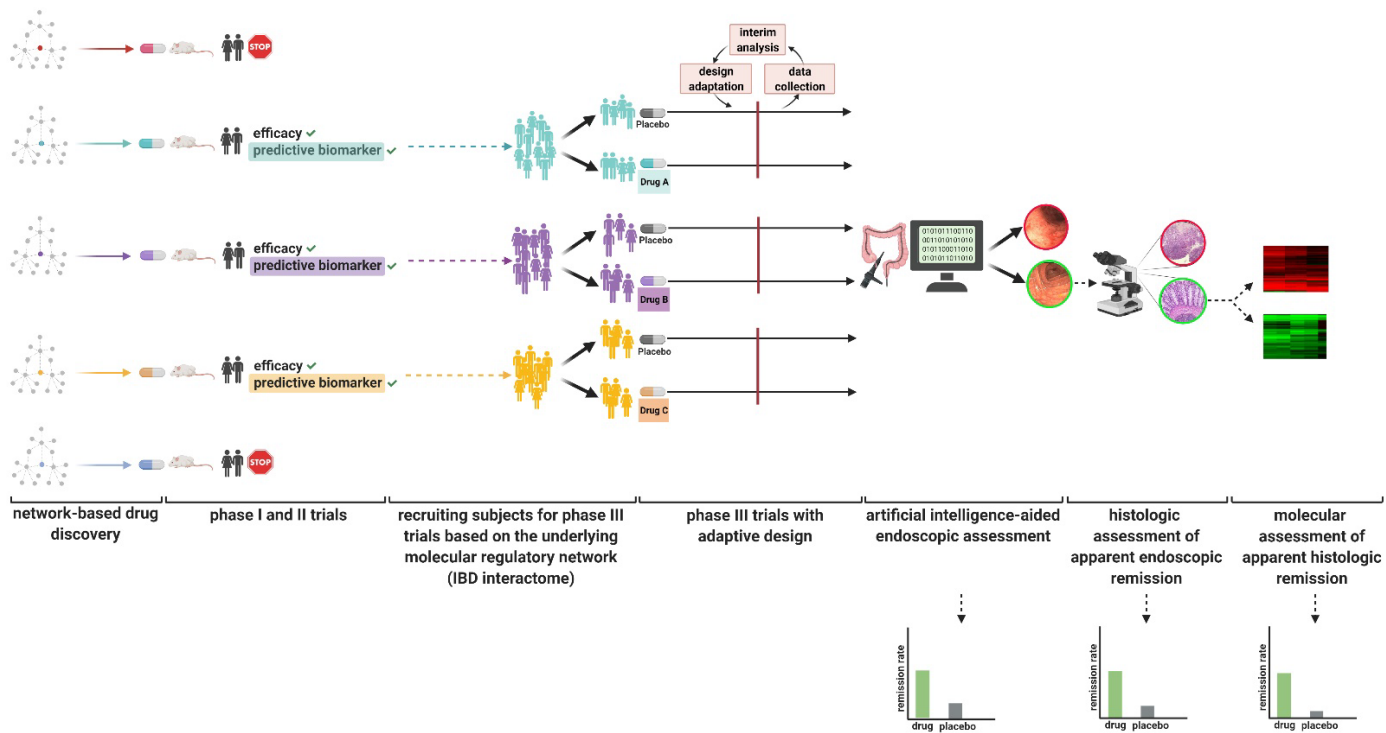 STOP
interim
analysis
design
adaptation
data
collection
efficacy
predictive biomarker
Placebo
Drug A
efficacy
predictive biomarker
Placebo
Drug B
0101011100110
0011010101010
0101100011010
0101011011010
efficacy
predictive biomarker
Placebo
Drug C
STOP
network-based drug
discovery
phase I and II trials
recruiting subjects for phase III
trials based on the underlying
molecular regulatory network
(IBD interactome)
phase III trials with
adaptive design
artificial intelligence-aided
endoscopic assessment
histologic
assessment of
apparent endoscopic
remission
molecular
assessment of
apparent histologic
remission
remission rate
drug placebo
remission rate
drug placebo
remission rate
drug placebo